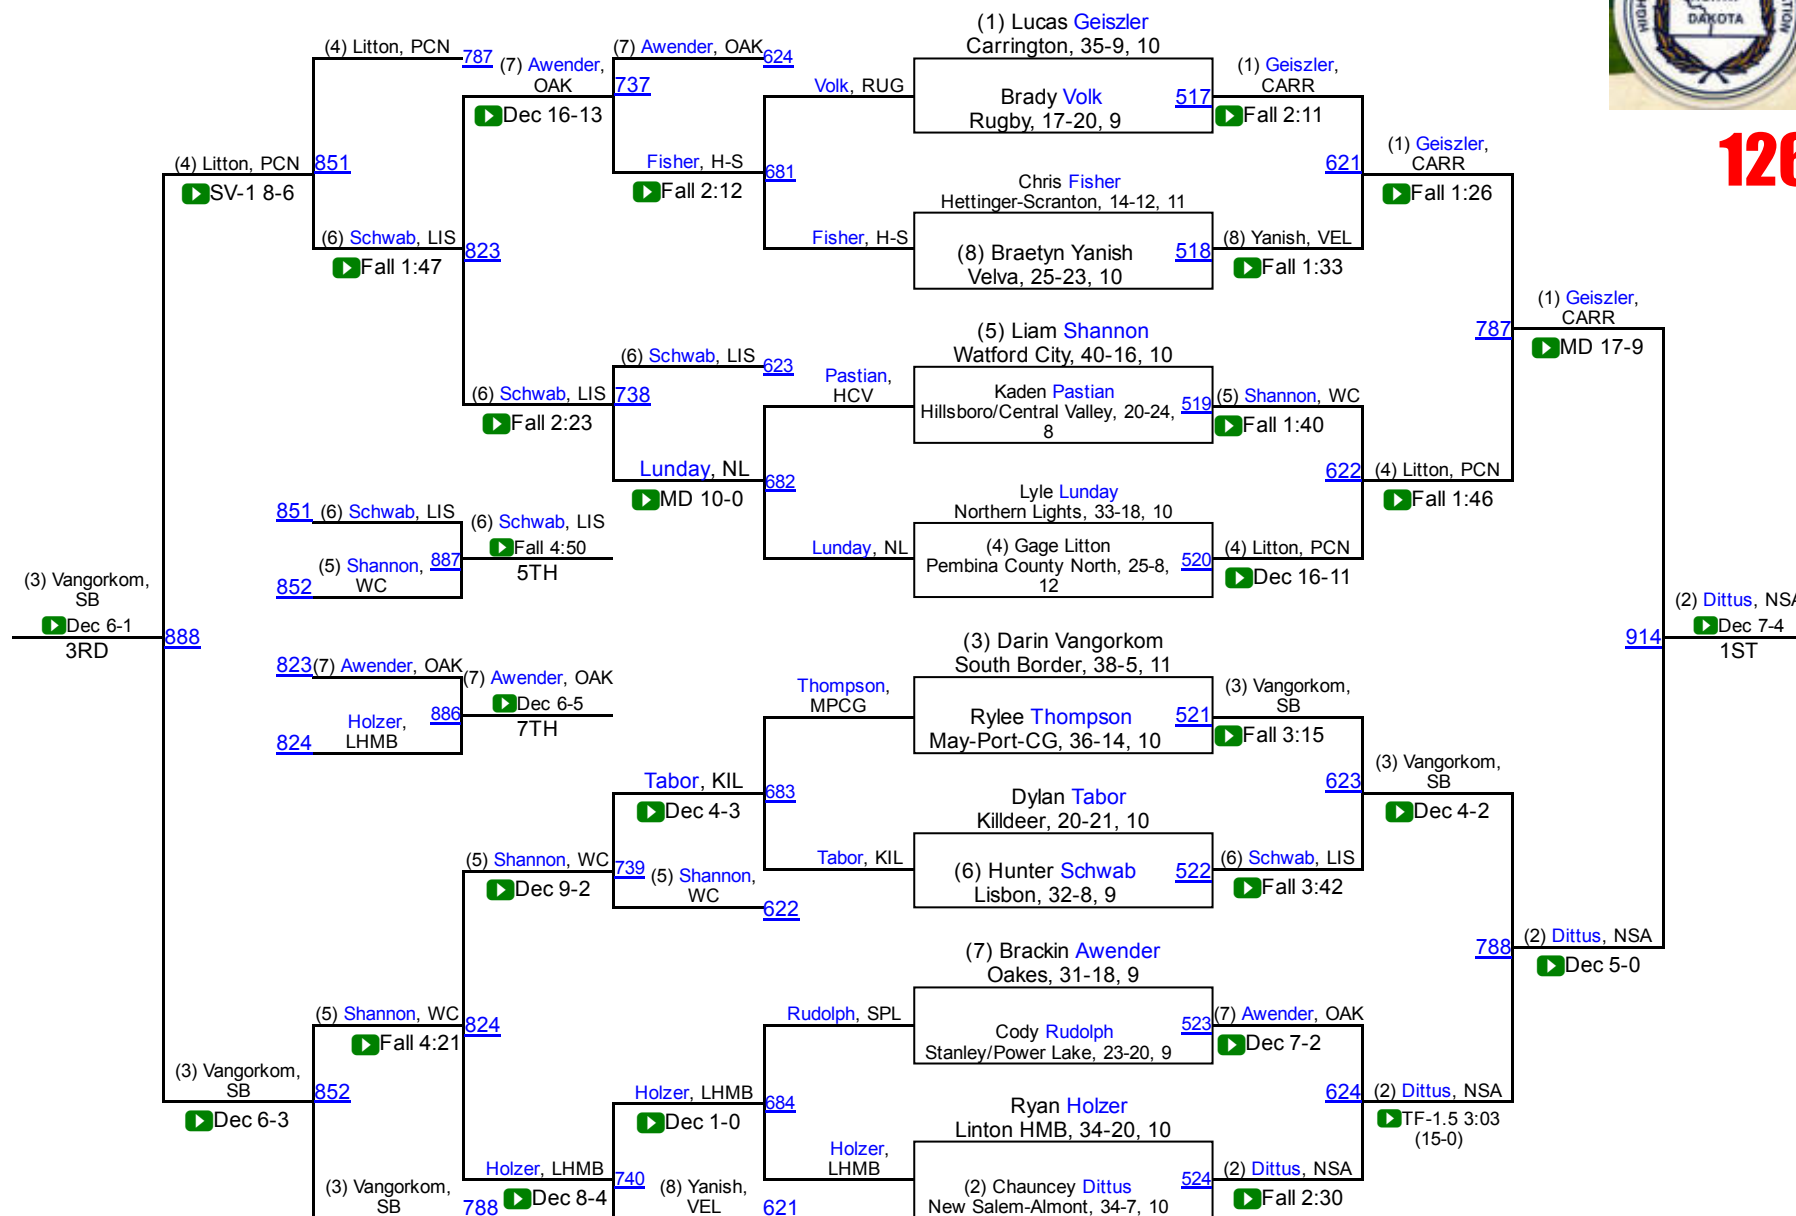 (1) Lucas Geiszler
Carrington, 35-9, 10
Brady Volk
Rugby, 17-20, 9
517
Chris Fisher
Hettinger-Scranton, 14-12, 11
(8) Braetyn Yanish
Velva, 25-23, 10
518
(5) Liam Shannon
Watford City, 40-16, 10
Kaden Pastian
Hillsboro/Central Valley, 20-24,
8
519
Lyle Lunday
Northern Lights, 33-18, 10
(4) Gage Litton
Pembina County North, 25-8,
12
520
(3) Darin Vangorkom
South Border, 38-5, 11
Rylee Thompson
May-Port-CG, 36-14, 10
521
Dylan Tabor
Killdeer, 20-21, 10
(6) Hunter Schwab
Lisbon, 32-8, 9
522
(7) Brackin Awender
Oakes, 31-18, 9
Cody Rudolph
Stanley/Power Lake, 23-20, 9
523
Ryan Holzer
Linton HMB, 34-20, 10
(2) Chauncey Dittus
New Salem-Almont, 34-7, 10
524
(1) Geiszler,
CARR
Fall 2:11
621
(8) Yanish, VEL
Fall 1:33
(5) Shannon, WC
Fall 1:40
622
(4) Litton, PCN
Dec 16-11
(3) Vangorkom,
SB
Fall 3:15
623
(6) Schwab, LIS
Fall 3:42
(7) Awender, OAK
Dec 7-2
624
(2) Dittus, NSA
Fall 2:30
(1) Geiszler,
CARR
Fall 1:26
787
(4) Litton, PCN
Fall 1:46
(3) Vangorkom,
SB
Dec 4-2
788
(2) Dittus, NSA
TF-1.5 3:03
(15-0)
(1) Geiszler,
CARR
MD 17-9
914
(2) Dittus, NSA
Dec 5-0
(2) Dittus, NSA
Dec 7-4
1ST
DAKOTA
126
Volk, RUG
681
Fisher, H-S
Pastian,
HCV
682
Lunday, NL
Thompson,
MPCG
683
Tabor, KIL
Rudolph, SPL
684
Holzer,
LHMB
(7) Awender, OAK
624
737
Fisher, H-S
Fall 2:12
(6) Schwab, LIS
623
738
Lunday, NL
MD 10-0
Tabor, KIL
Dec 4-3
739
(5) Shannon,
WC
622
Holzer, LHMB
Dec 1-0
740
(8) Yanish,
VEL
621
(7) Awender,
OAK
Dec 16-13
823
(6) Schwab, LIS
Fall 2:23
(5) Shannon, WC
Dec 9-2
824
Holzer, LHMB
Dec 8-4
(4) Litton, PCN
787
851
(6) Schwab, LIS
Fall 1:47
(5) Shannon, WC
Fall 4:21
852
(3) Vangorkom,
SB
788
(4) Litton, PCN
SV-1 8-6
888
(3) Vangorkom,
SB
Dec 6-3
(3) Vangorkom,
SB
Dec 6-1
3RD
851
(6) Schwab, LIS
887
(5) Shannon,
WC
852
(6) Schwab, LIS
Fall 4:50
5TH
823
(7) Awender, OAK
886
Holzer,
LHMB
824
(7) Awender, OAK
Dec 6-5
7TH